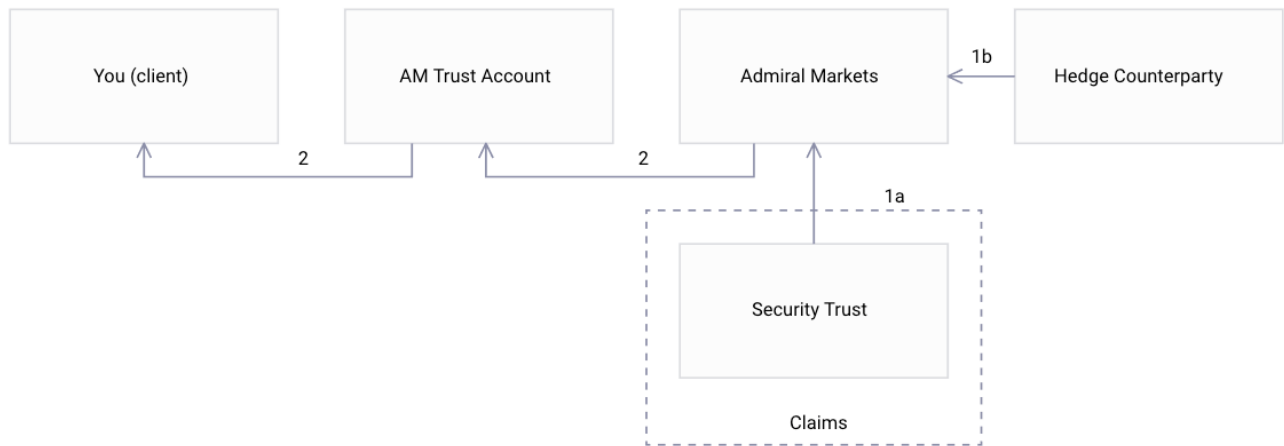 You (client)
AM Trust Account
Admiral Markets
1b
Hedge Counterparty
2
2
1a
Security Trust
Claims